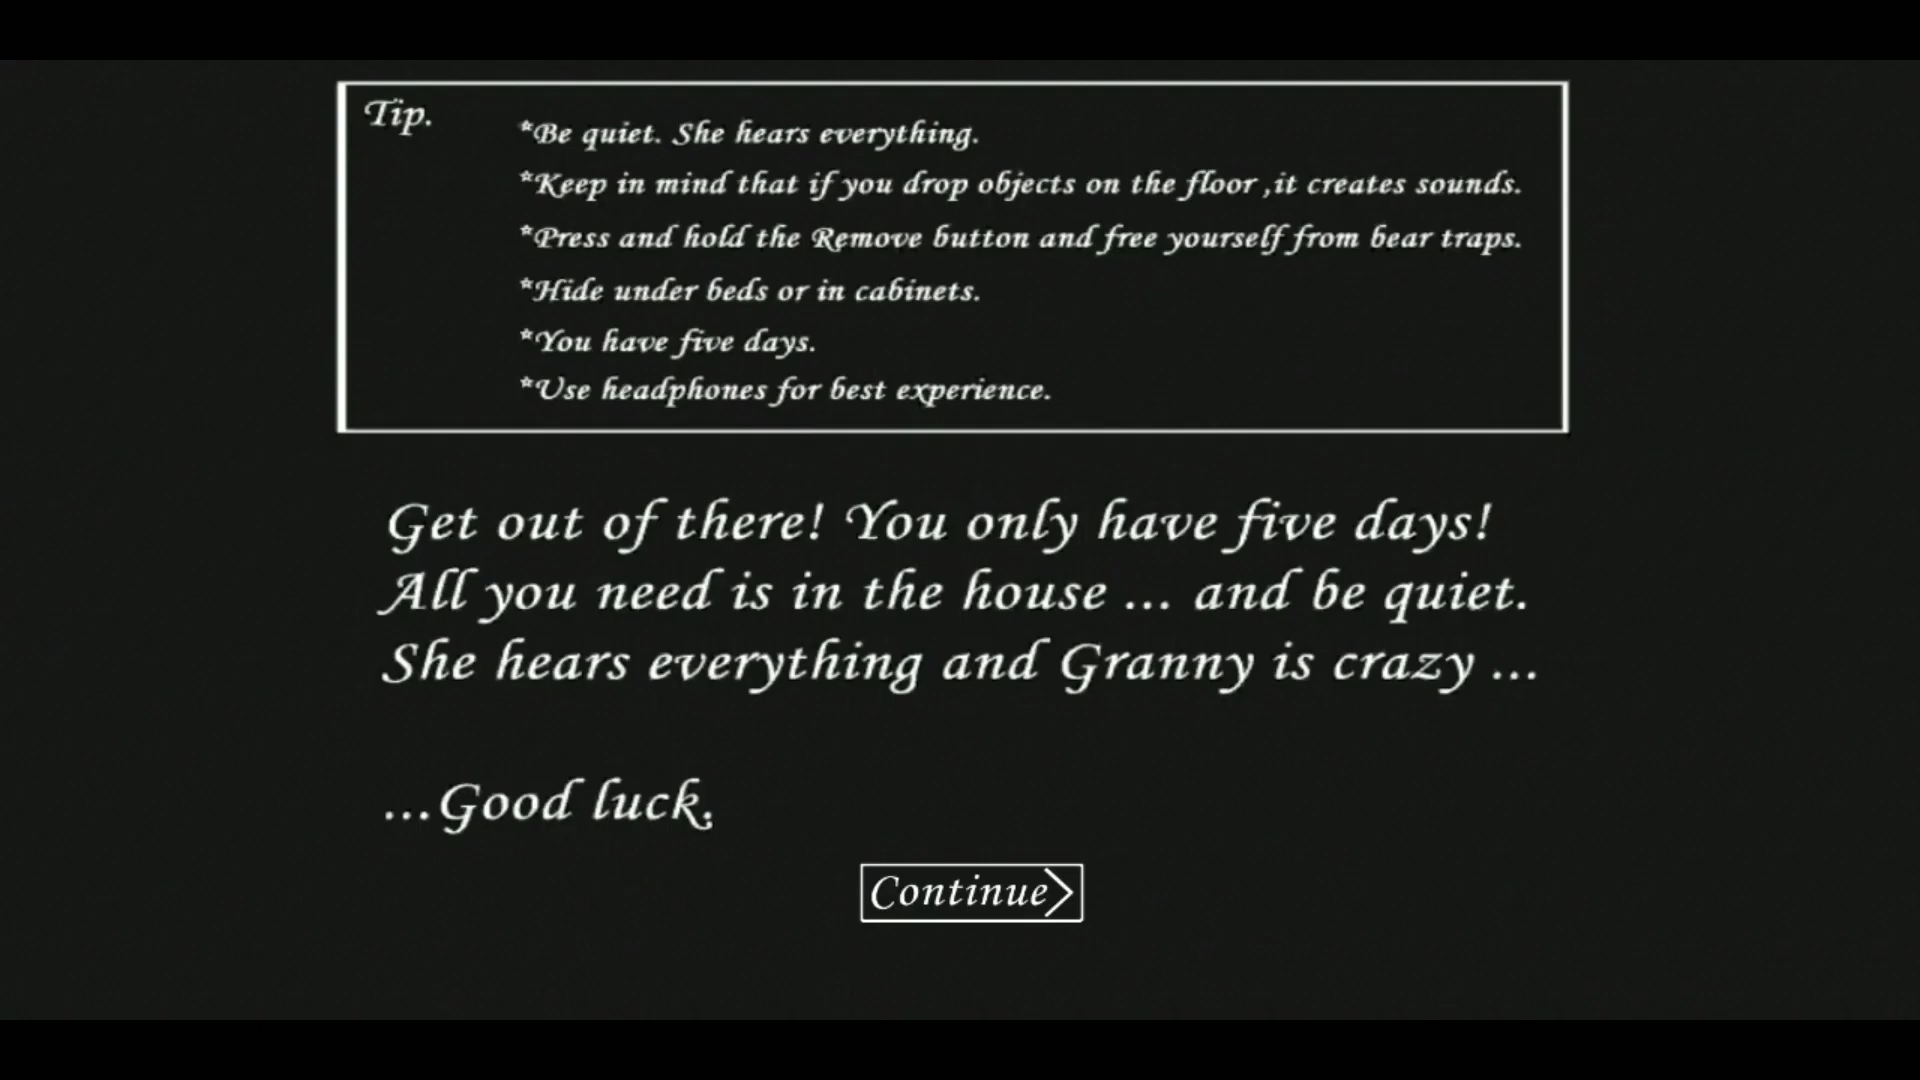 Tip.
*Be quiet. She hears everything.
*Keep in mind that if you drop objects on the floor ,it creates sounds.
*Press and hold the Remove button and free yourself from bear traps.
*Hide under beds or in cabinets.
*You have five days.
*Use headphones for best experience.
Get out of there! You only have five days!
All you need is in the house ... and be quiet.
She hears everything and Granny is crazy ...
...Good luck.
Continue>